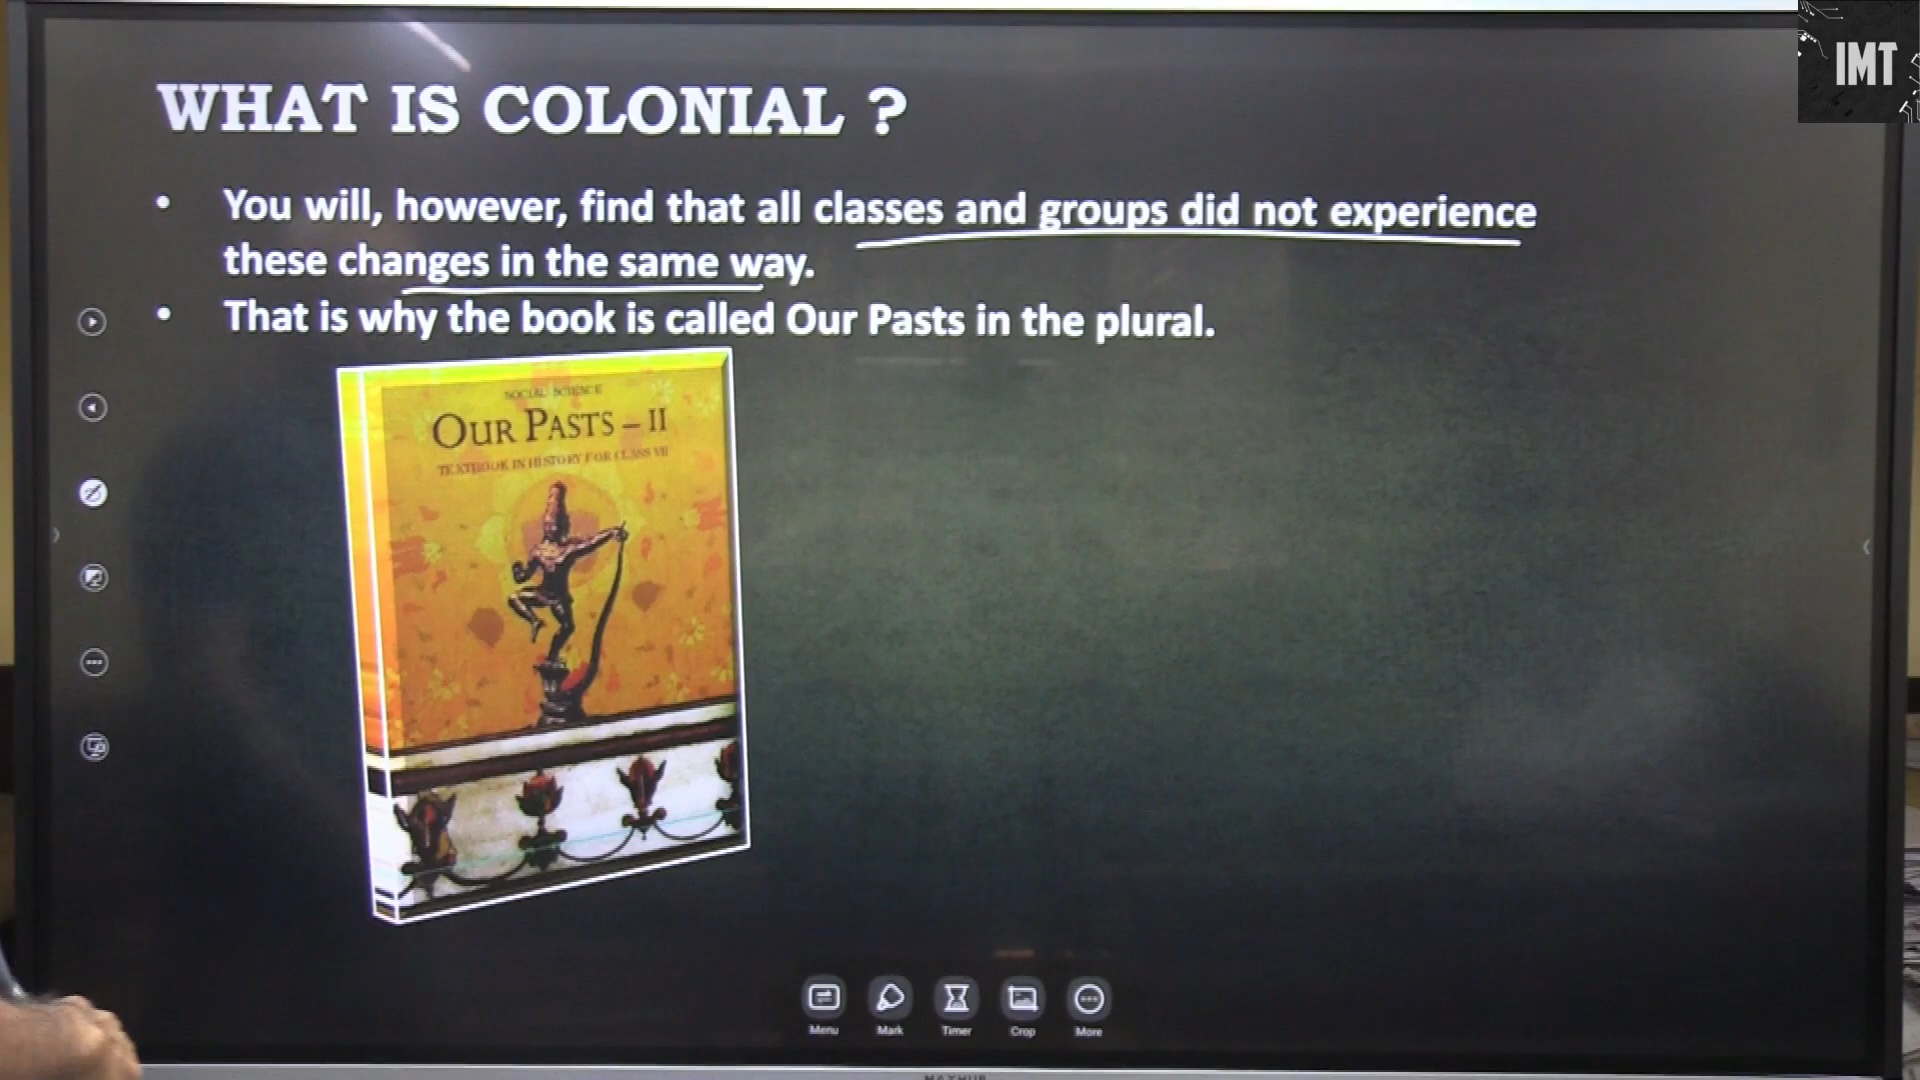 IMT
WHAT IS COLONIAL ?
• You will, however, find that all classes and groups did not experience
these changes in the same way.
• That is why the book is called Our Pasts in the plural.
SOCIAL SCIENCE
OUR PASTS – II
TEXTBOOK IN HISTORY FOR CLASS VII
Menu
Mark
Timer
Crop
More